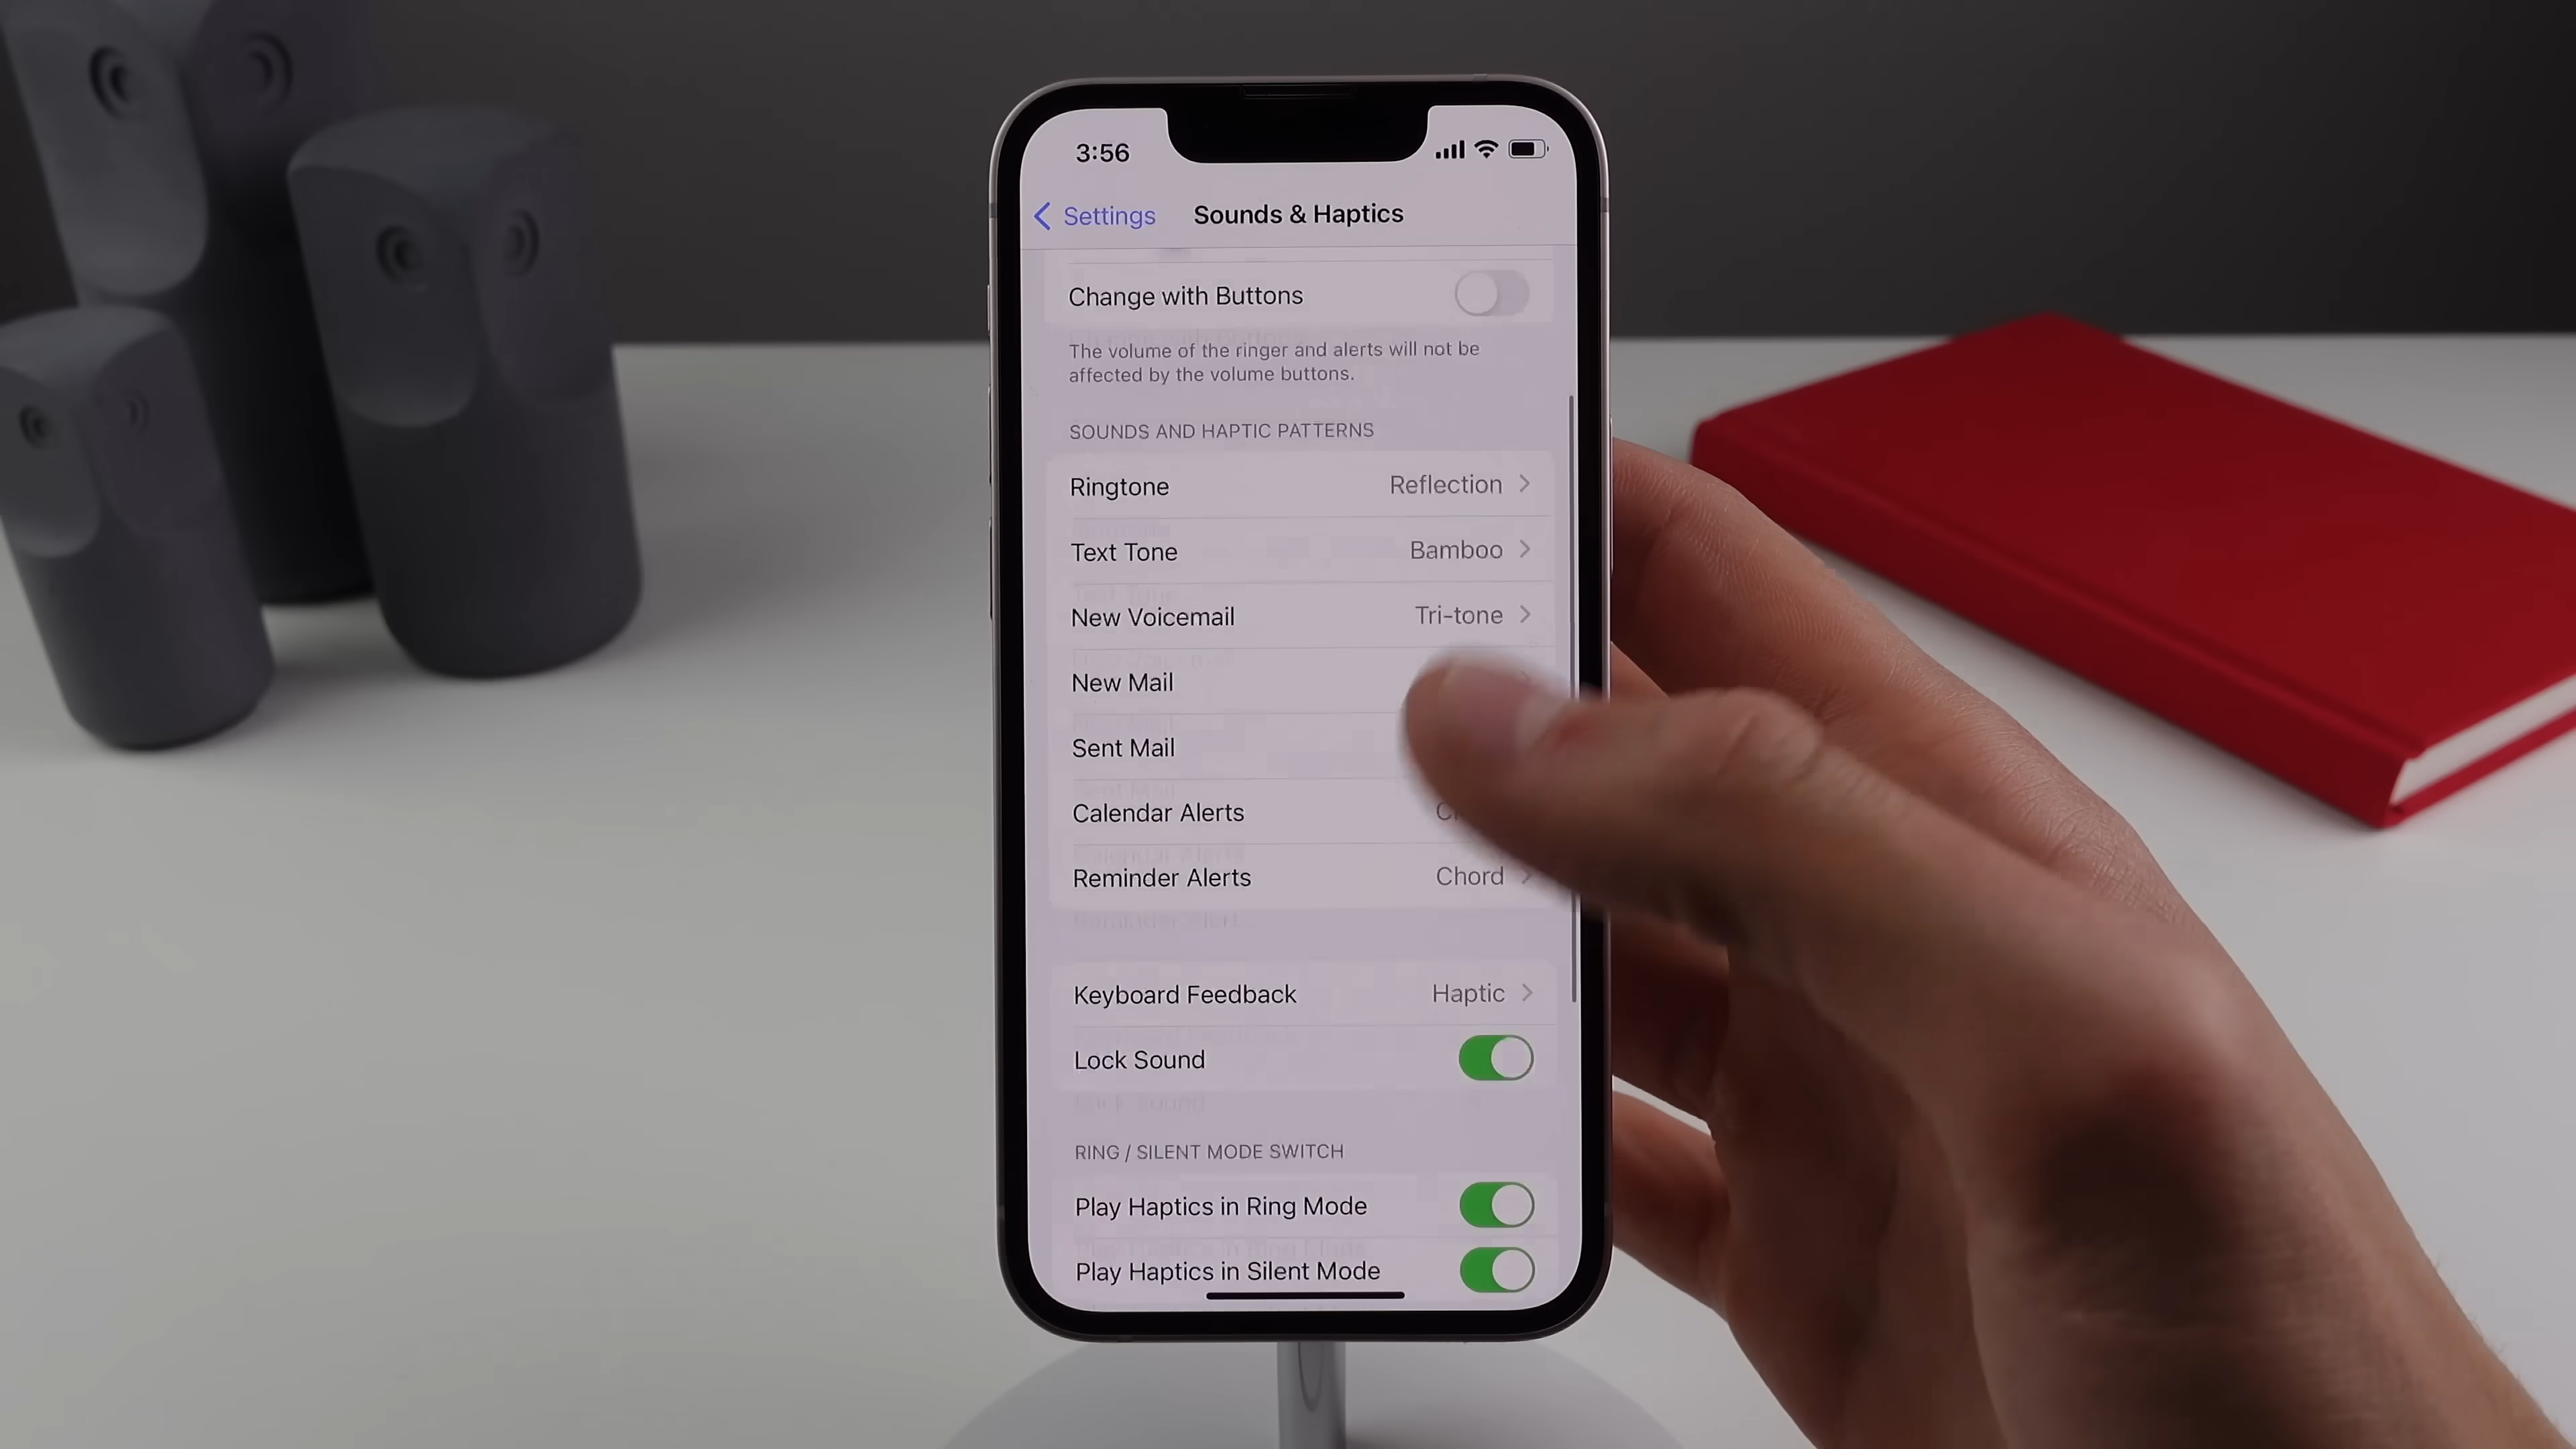 3:56
Settings
Sounds & Haptics
Change with Buttons
The volume of the ringer and alerts will not be
affected by the volume buttons.
SOUNDS AND HAPTIC PATTERNS
Ringtone Reflection
Text Tone Bamboo
New Voicemail Tri-tone
New Mail
Sent Mail
Calendar Alerts
Reminder Alerts Chord
Keyboard Feedback Haptic
Lock Sound
RING / SILENT MODE SWITCH
Play Haptics in Ring Mode
Play Haptics in Silent Mode